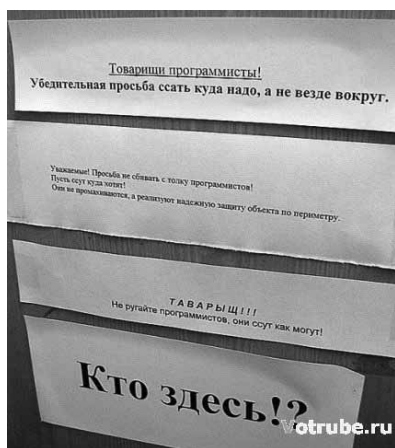 Товарищи программисты!
Убедительная просьба ссать куда надо, а не везде вокруг.
Уважаемые! Просьба не сбивать с толку программистов!
Пусть ссут куда хотят!
Они не промахиваются, а реализуют надежную защиту объекта по периметру.
ТАВАРЫЩ!!!
Не ругайте программистов, они ссут как могут!
Кто здесь!?
Votrube.ru